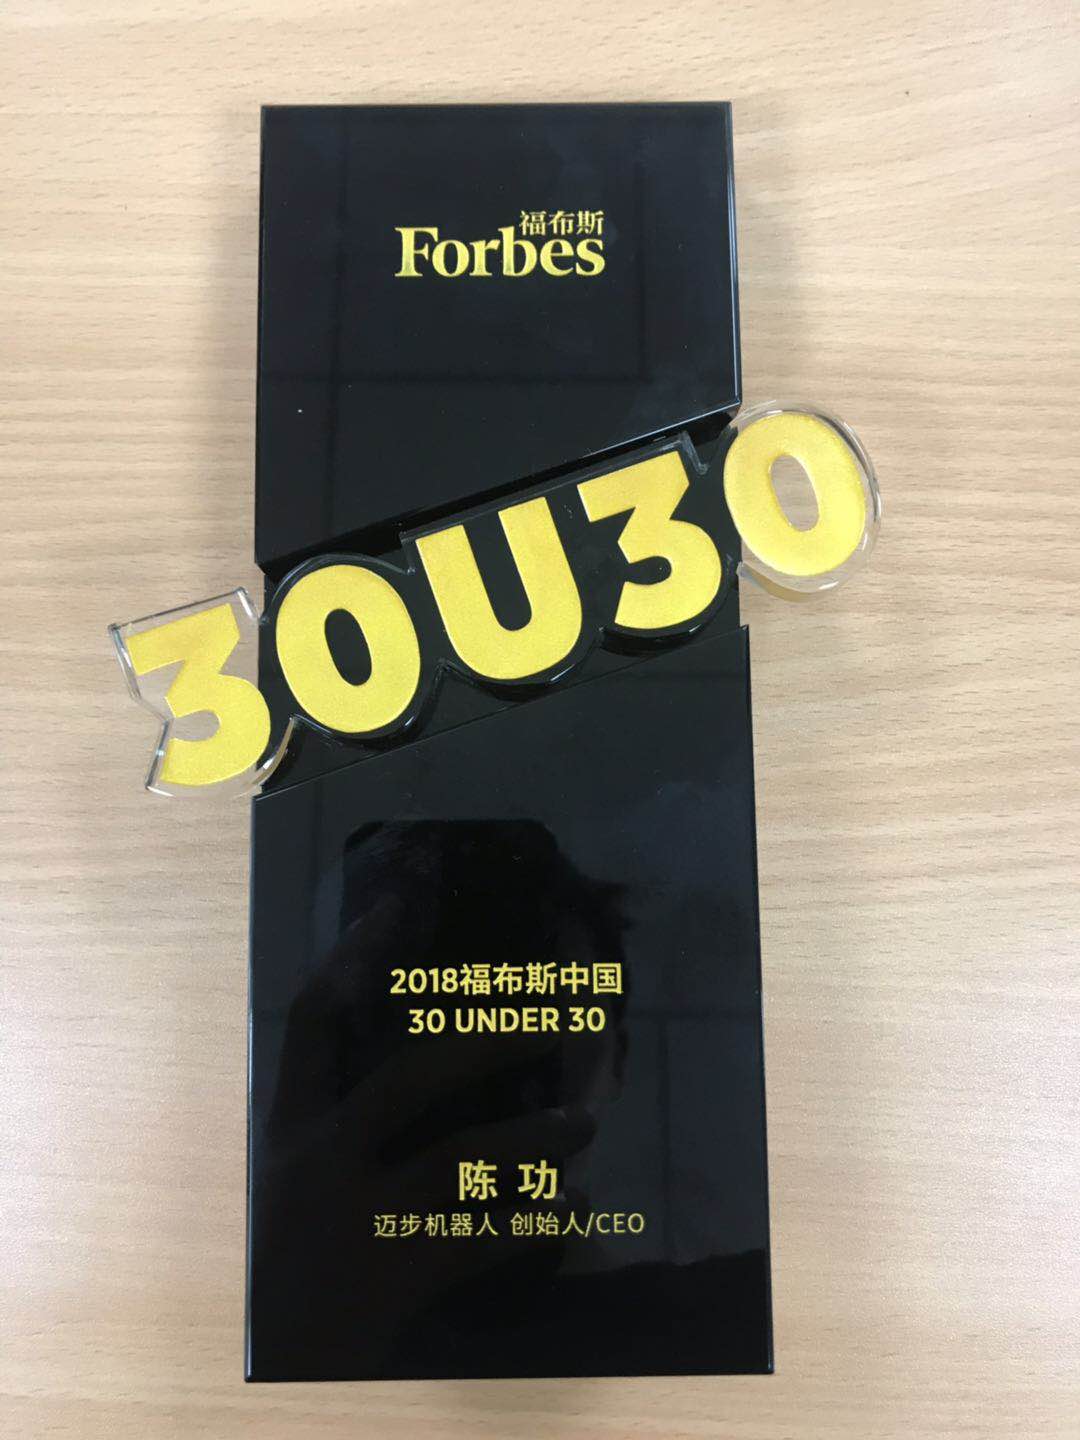 福布斯
Forbes
30U30
2018福布斯中国
30 UNDER 30
陈 功
迈步机器人 创始人/CEO